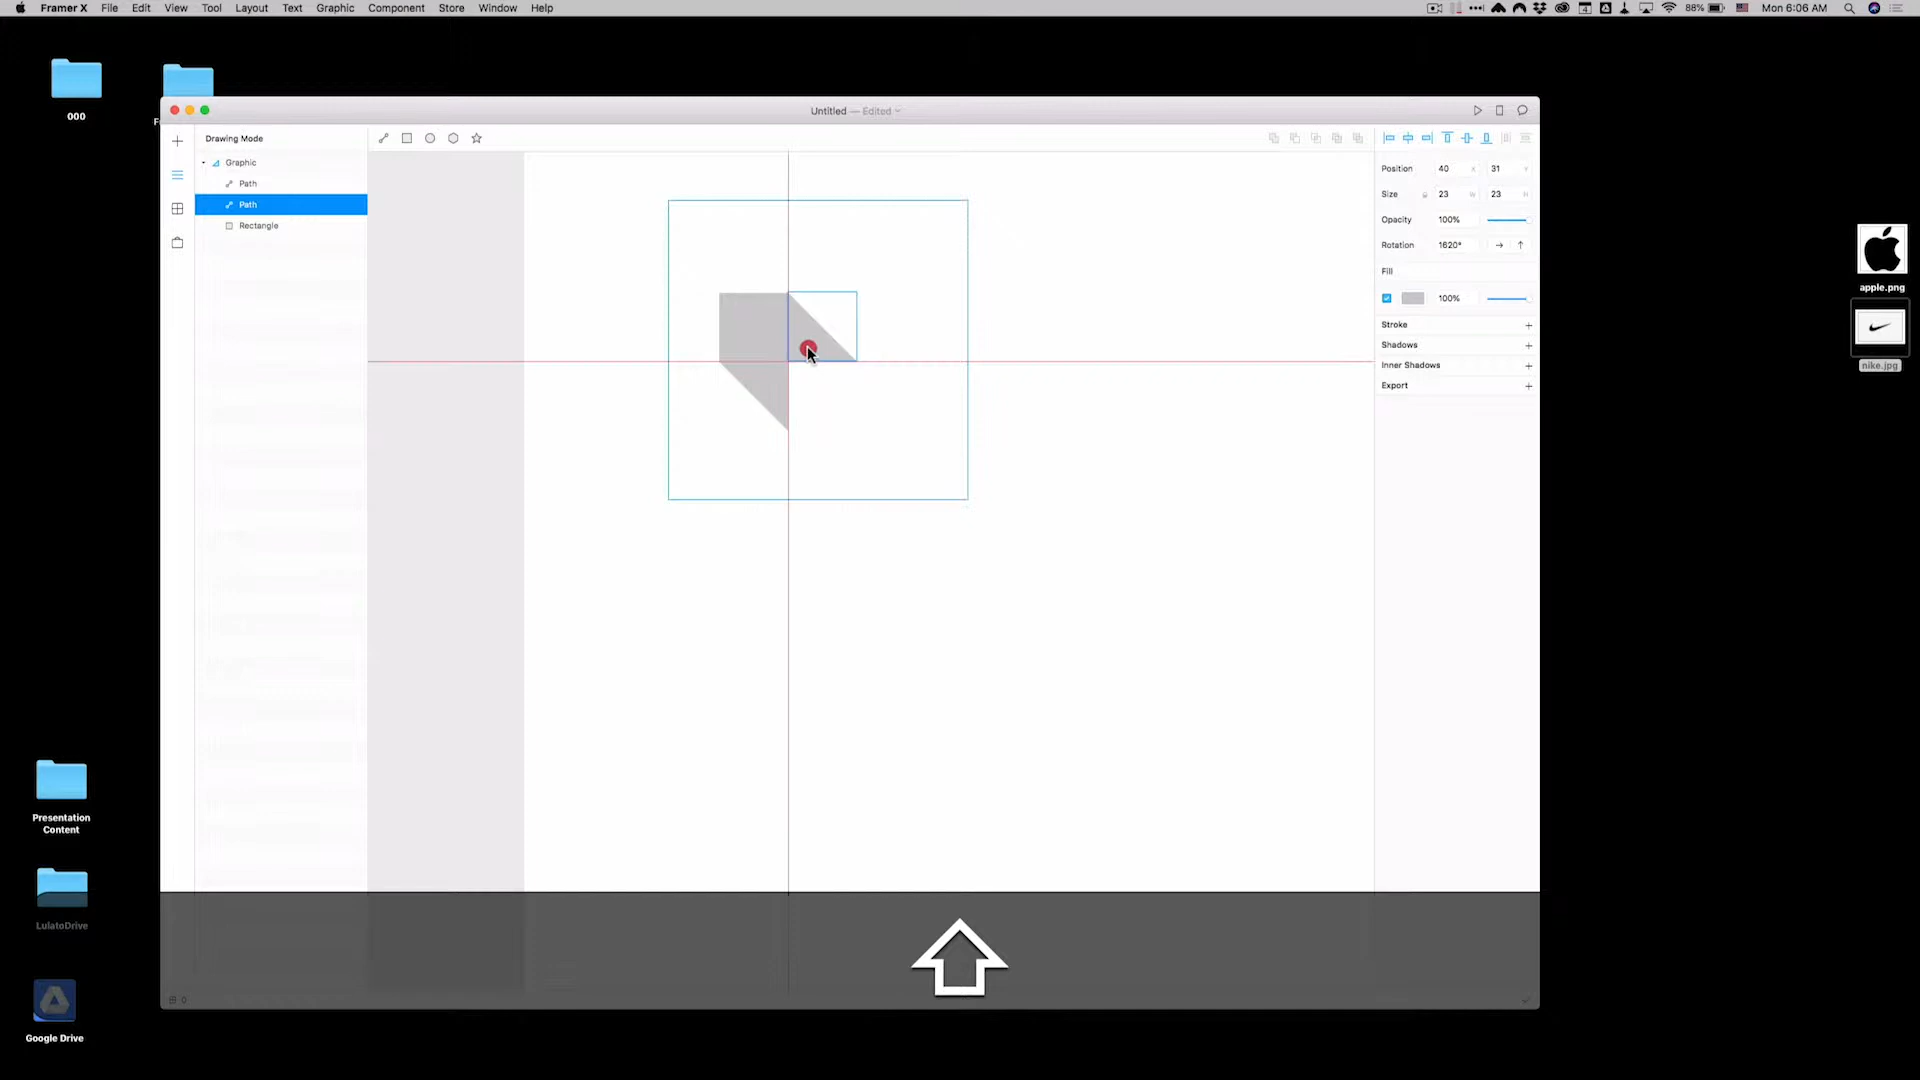 Framer X File Edit View Tool Layout Text Graphic Component Store Window Help
88% Mon 6:06 AM
000
Untitled — Edited
Drawing Mode
Graphic
Path
Path
Rectangle
Position 40 X 31 Y
Size 23 W 23 H
Opacity 100%
Rotation 1620°
Fill
100%
Stroke
Shadows
Inner Shadows
Export
apple.png
nike.jpg
Presentation
Content
LulatoDrive
Google Drive